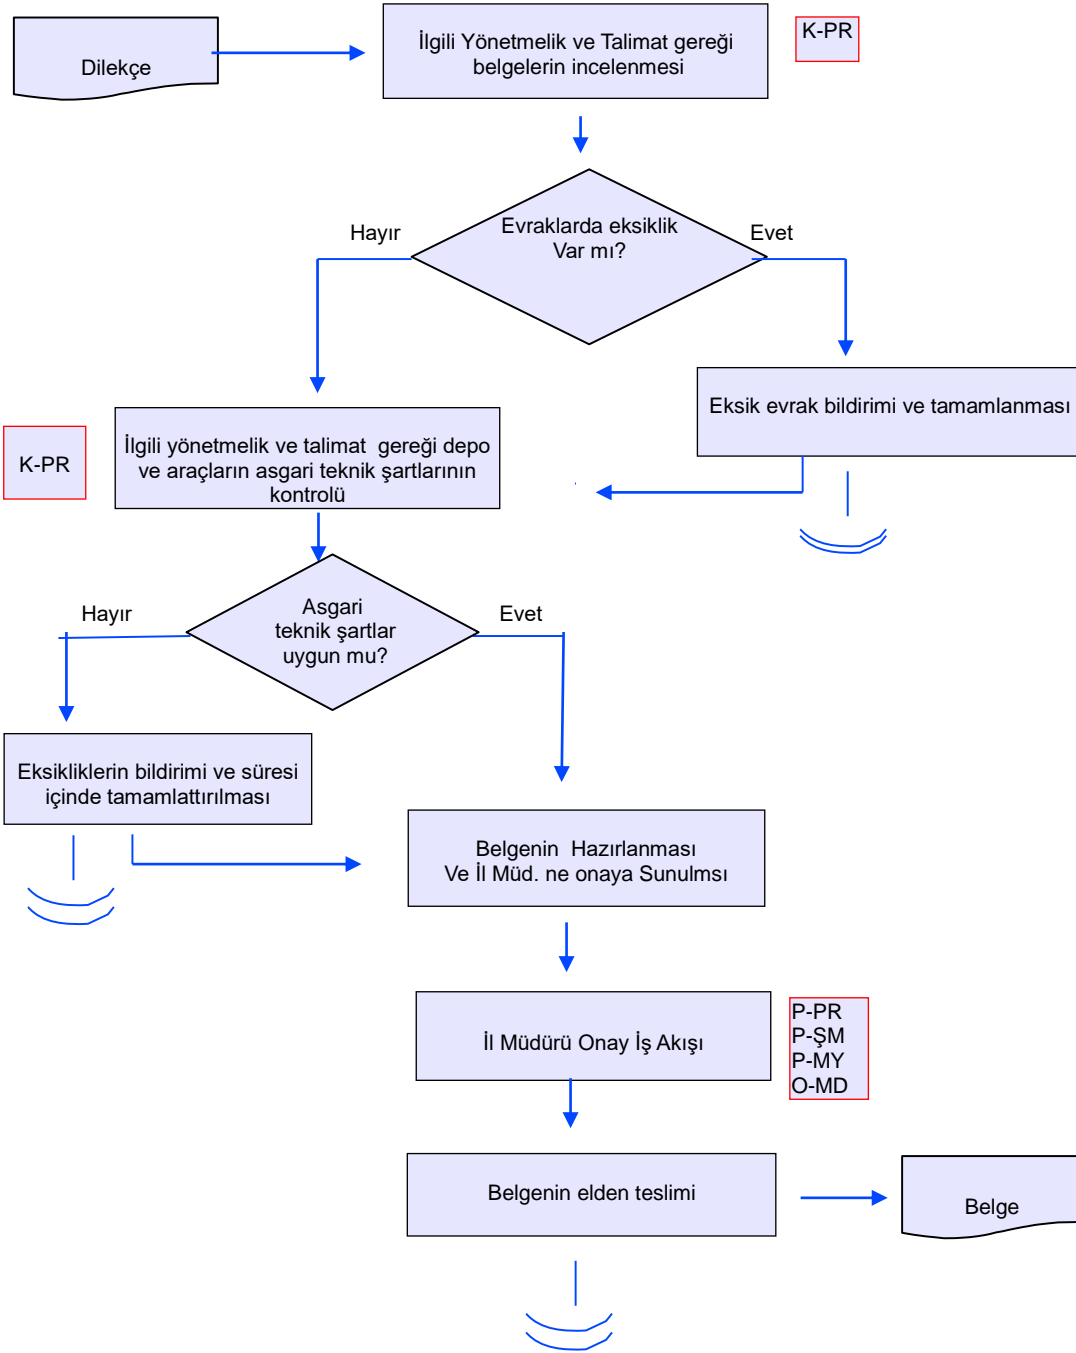 Dilekçe
İlgili Yönetmelik ve Talimat gereği
belgelerin incelenmesi
K-PR
Evraklarda eksiklik
Var mı?
Hayır
Evet
Eksik evrak bildirimi ve tamamlanması
K-PR
İlgili yönetmelik ve talimat gereği depo
ve araçların asgari teknik şartlarının
kontrolü
Asgari
teknik şartlar
uygun mu?
Hayır
Evet
Eksikliklerin bildirimi ve süresi
içinde tamamlattırılması
Belgenin Hazırlanması
Ve İl Müd. ne onaya Sunulmsı
İl Müdürü Onay İş Akışı
P-PR
P-ŞM
P-MY
O-MD
Belgenin elden teslimi
Belge